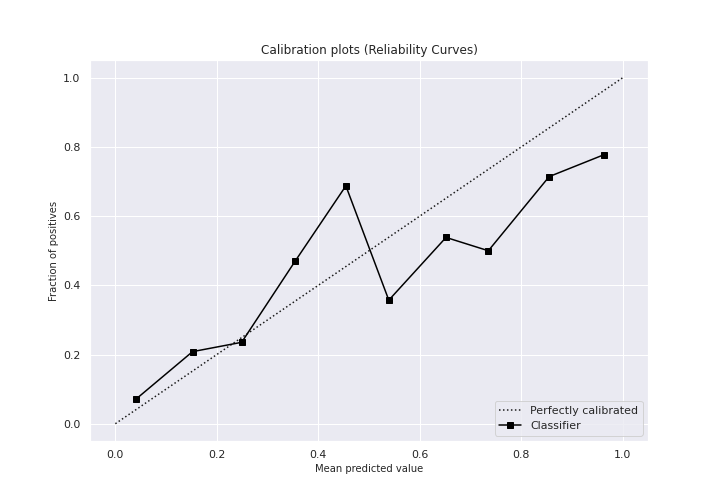 Calibration plots (Reliability Curves)
1.0
0.8
0.6
0.4
0.2
0.0
Fraction of positives
Perfectly calibrated
Classifier
0.0 0.2 0.4 0.6 0.8 1.0
Mean predicted value